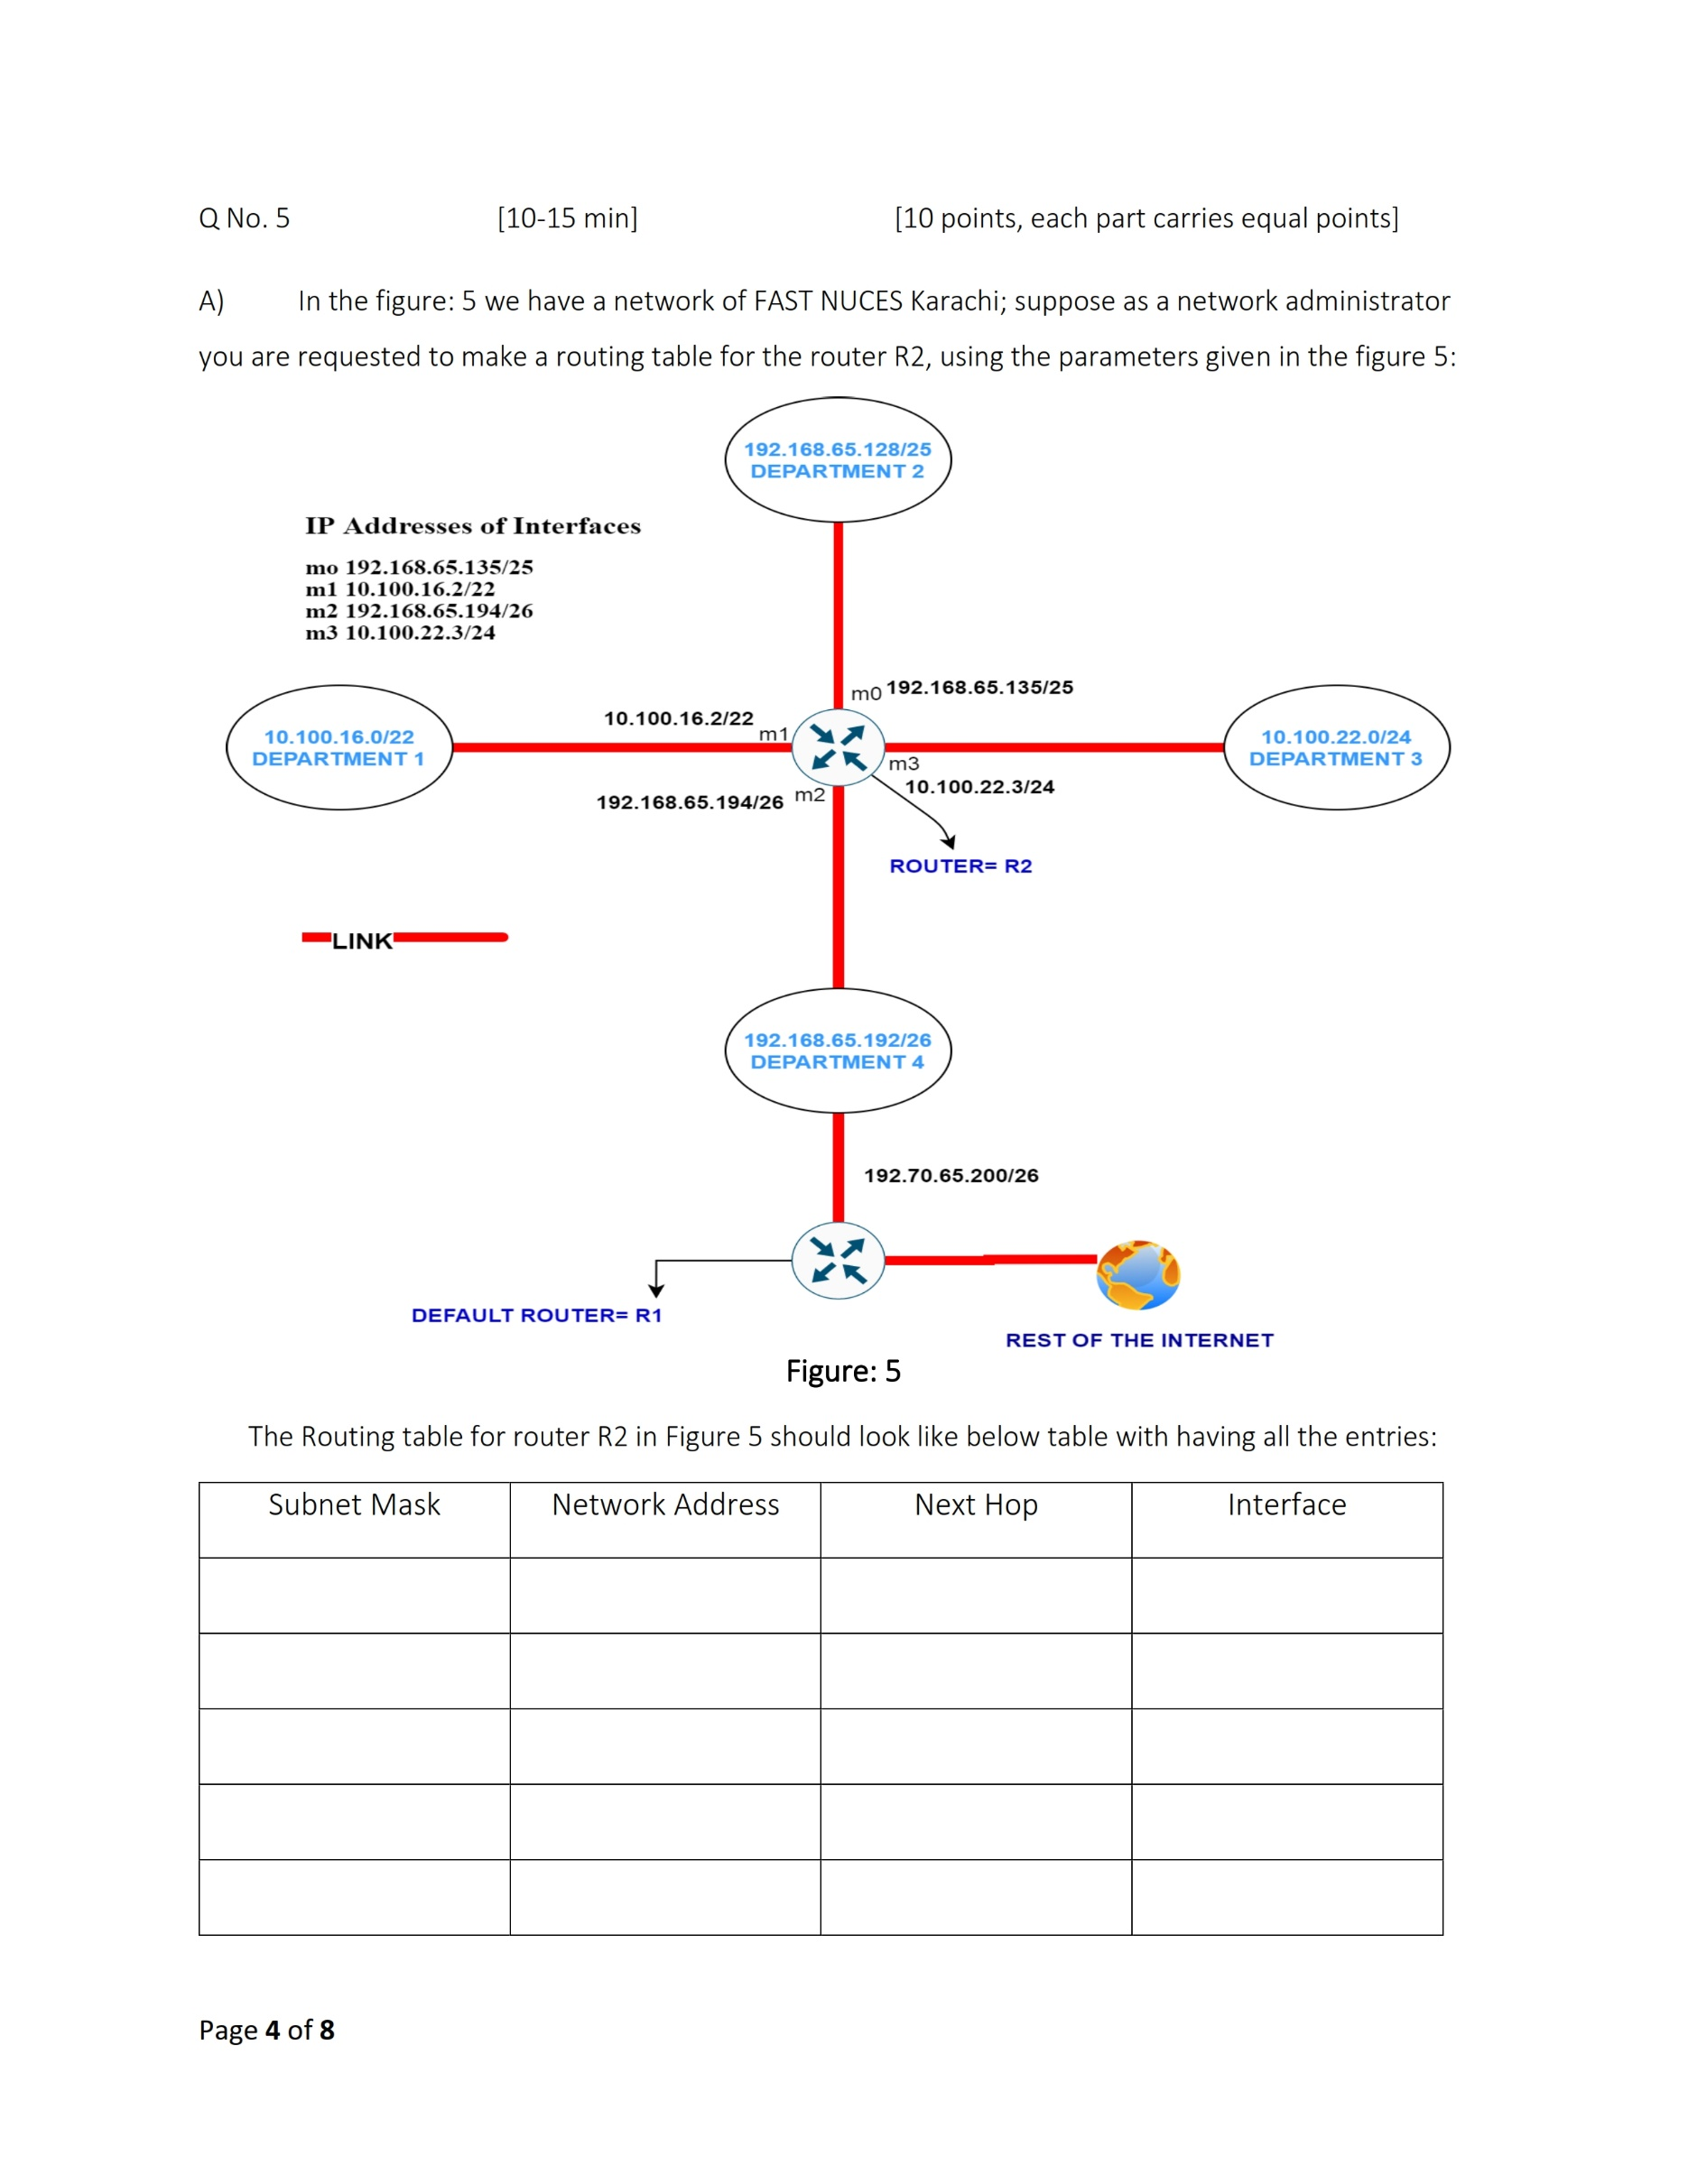 Q No. 5 [10-15 min] [10 points, each part carries equal points]
A) In the figure: 5 we have a network of FAST NUCES Karachi; suppose as a network administrator
you are requested to make a routing table for the router R2, using the parameters given in the figure 5:
192.168.65.128/25
DEPARTMENT 2
IP Addresses of Interfaces
mo 192.168.65.135/25
m1 10.100.16.2/22
m2 192.168.65.194/26
m3 10.100.22.3/24
m0 192.168.65.135/25
10.100.16.2/22
m1
10.100.16.0/22
DEPARTMENT 1
10.100.22.0/24
DEPARTMENT 3
m3
10.100.22.3/24
192.168.65.194/26 m2
ROUTER= R2
LINK
192.168.65.192/26
DEPARTMENT 4
192.70.65.200/26
DEFAULT ROUTER= R1
REST OF THE INTERNET
Figure: 5
The Routing table for router R2 in Figure 5 should look like below table with having all the entries:
Subnet Mask Network Address Next Hop Interface
Page 4 of 8